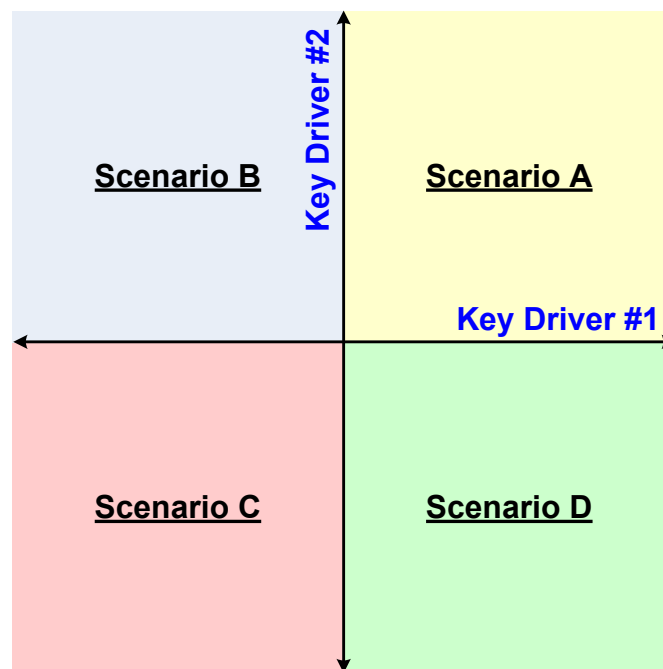 Key Driver #2
Scenario B
Scenario A
Key Driver #1
Scenario C
Scenario D